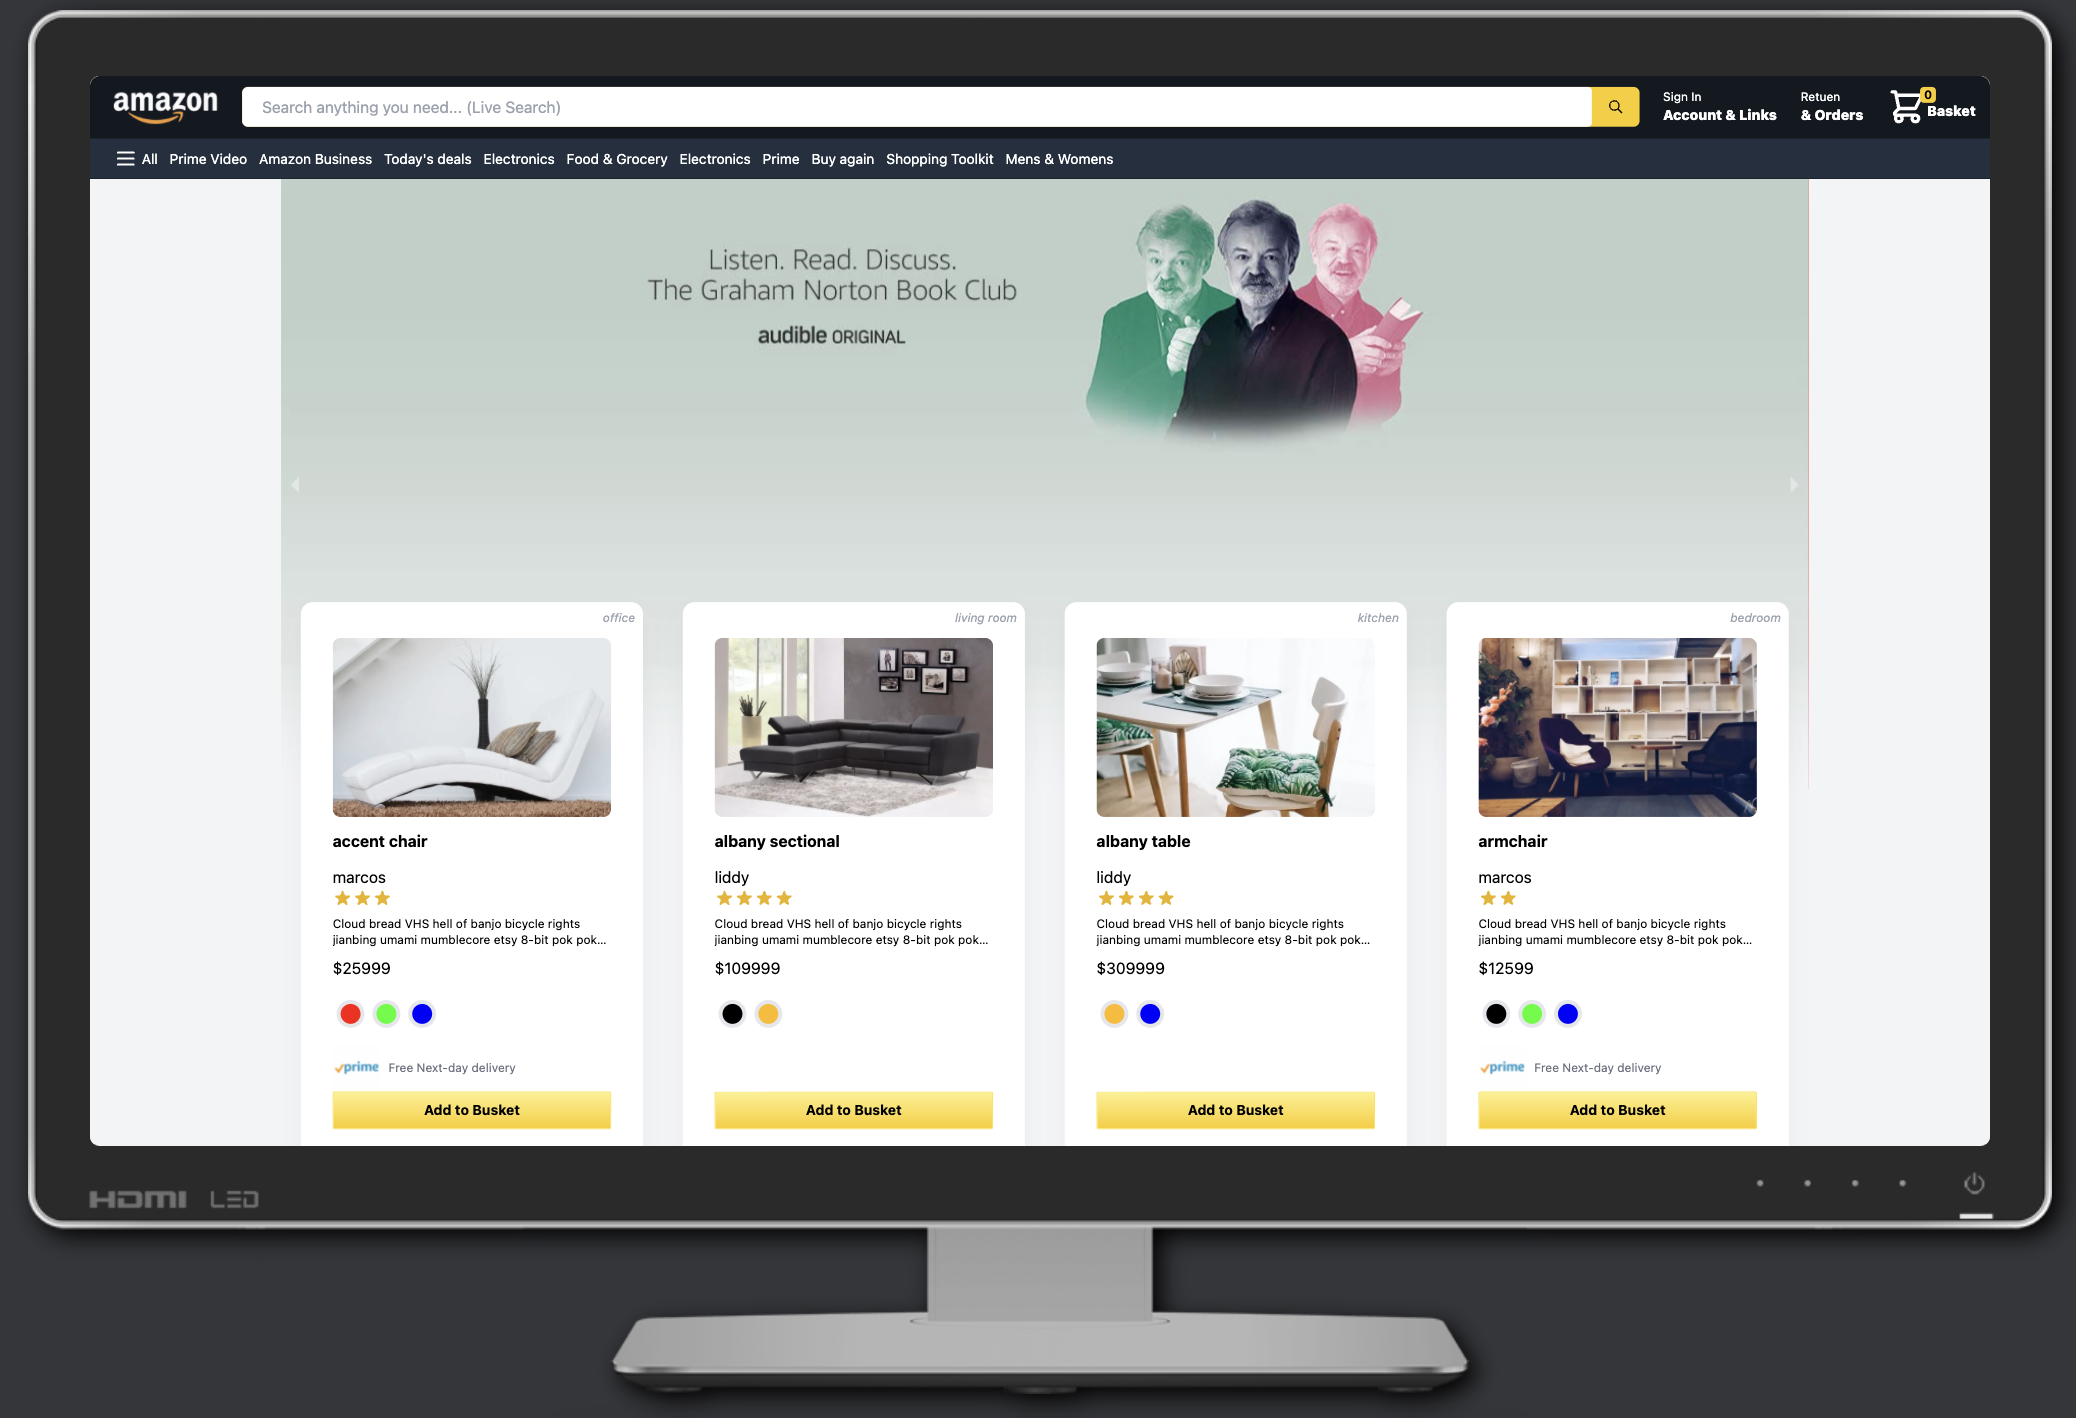 amazon
Search anything you need... (Live Search)
Sign In
Account & Links
Retuen
& Orders
0
Basket
All Prime Video Amazon Business Today's deals Electronics Food & Grocery Electronics Prime Buy again Shopping Toolkit Mens & Womens
Listen. Read. Discuss.
The Graham Norton Book Club
audible ORIGINAL
office
accent chair
marcos
Cloud bread VHS hell of banjo bicycle rights
jianbing umami mumblecore etsy 8-bit pok pok...
$25999
prime Free Next-day delivery
Add to Basket
living room
albany sectional
liddy
Cloud bread VHS hell of banjo bicycle rights
jianbing umami mumblecore etsy 8-bit pok pok...
$109999
Add to Basket
kitchen
albany table
liddy
Cloud bread VHS hell of banjo bicycle rights
jianbing umami mumblecore etsy 8-bit pok pok...
$309999
Add to Basket
bedroom
armchair
marcos
Cloud bread VHS hell of banjo bicycle rights
jianbing umami mumblecore etsy 8-bit pok pok...
$12599
prime Free Next-day delivery
Add to Basket
HDMI LED